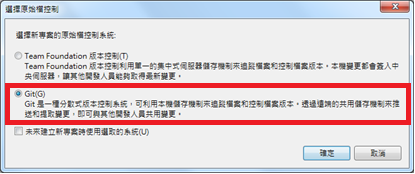 選擇原始檔控制
選擇新專案的原始檔控制系統:
Team Foundation 版本控制(T)
Team Foundation 版本控制利用單一的集中式伺服器儲存機制來追蹤檔案和控制檔案版本。本機變更都會簽入中
央伺服器，讓其他開發人員能夠取得最新變更。
Git(G)
Git 是一種分散式版本控制系統，可利用本機儲存機制來追蹤檔案和控制檔案版本。透過遠端的共用儲存機制來推
送和提取變更，即可與其他開發人員共用變更。
未來建立新專案時使用選取的系統(U)
確定
取消